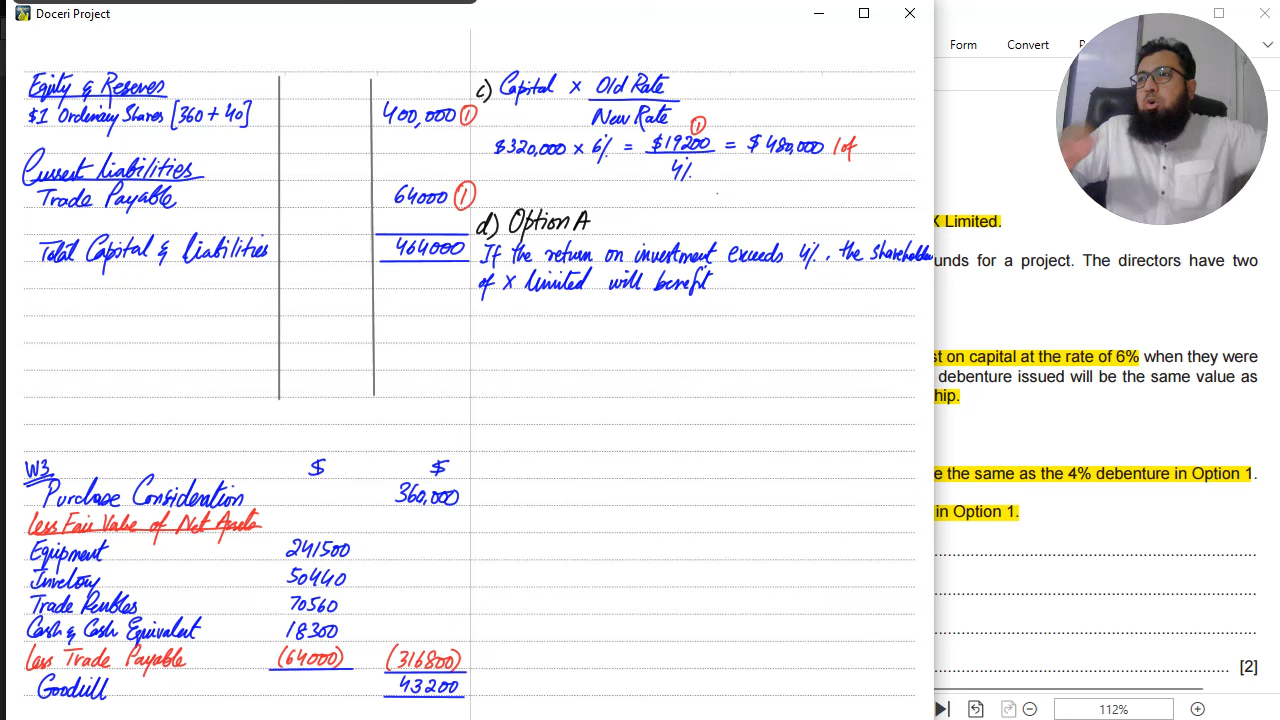 Doceri Project
Equity & Reserves
$1 Ordinary Shares [360 + 40] 400,000 1
Current Liabilities
Trade Payable 64000 1
Total Capital & Liabilities 464000
c) Capital × Old Rate
New Rate
1
$320,000 × 6% = $19200 = $480,000 1of
4%
d) Option A
If the return on investment exceeds 4%, the shareholde
of X limited will benefit
W3
$ $
Purchase Consideration 360,000
less Fair Value of Net Assets
Equipment 241500
50440
Trade 70560
Cash & Cash Equivalent 18300
less Trade Payable (64000) (316800)
43200
Form Convert
X Limited.
unds for a project. The directors have two
st on capital at the rate of 6% when they were
debenture issued will be the same value as
ship.
e the same as the 4% debenture in Option 1.
in Option 1.
[2]
112%